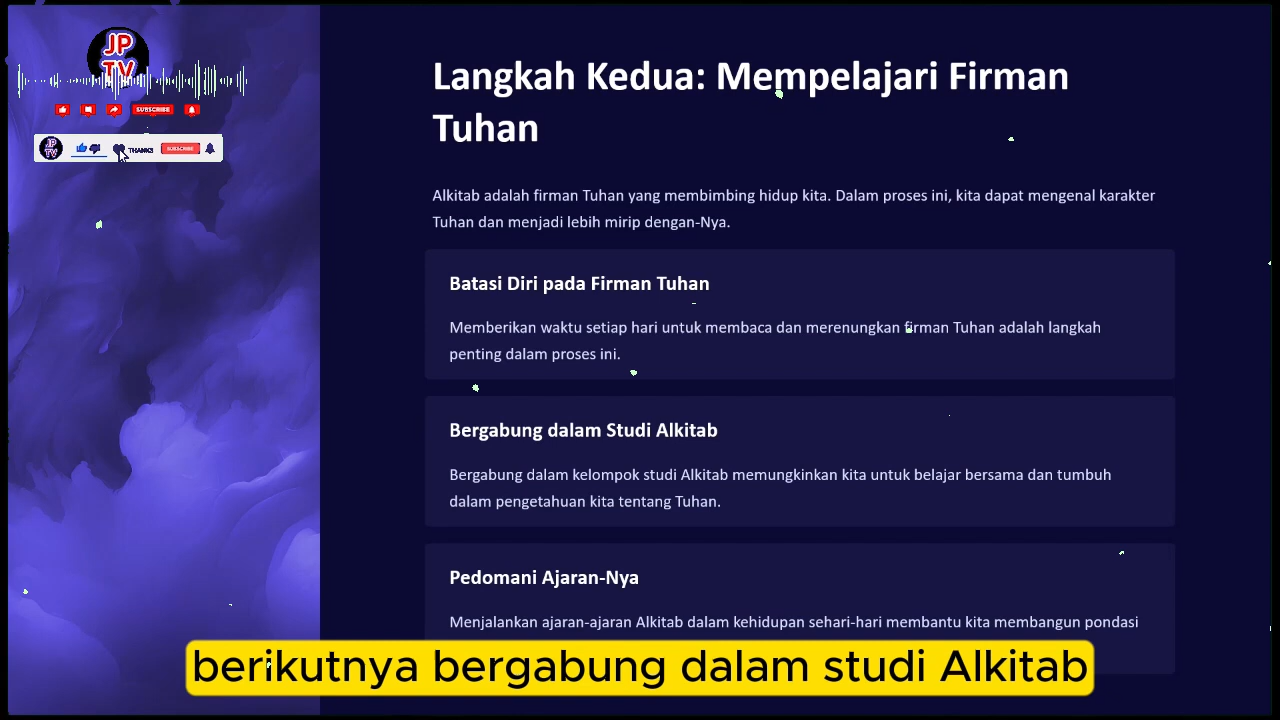 JP
TV
SUBSCRIBE
JP
TV
THANKS
SUBSCRIBE
Langkah Kedua: Mempelajari Firman
Tuhan
Alkitab adalah firman Tuhan yang membimbing hidup kita. Dalam proses ini, kita dapat mengenal karakter
Tuhan dan menjadi lebih mirip dengan-Nya.
Batasi Diri pada Firman Tuhan
Memberikan waktu setiap hari untuk membaca dan merenungkan firman Tuhan adalah langkah
penting dalam proses ini.
Bergabung dalam Studi Alkitab
Bergabung dalam kelompok studi Alkitab memungkinkan kita untuk belajar bersama dan tumbuh
dalam pengetahuan kita tentang Tuhan.
Pedomani Ajaran-Nya
Menjalankan ajaran-ajaran Alkitab dalam kehidupan sehari-hari membantu kita membangun pondasi
berikutnya bergabung dalam studi Alkitab